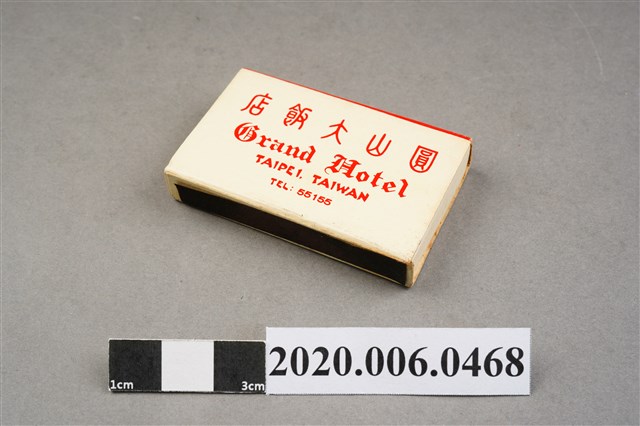 圓山大飯店
Grand Hotel
TAIPEI, TAIWAN
TEL: 55155
1cm 3cm
2020.006.0468